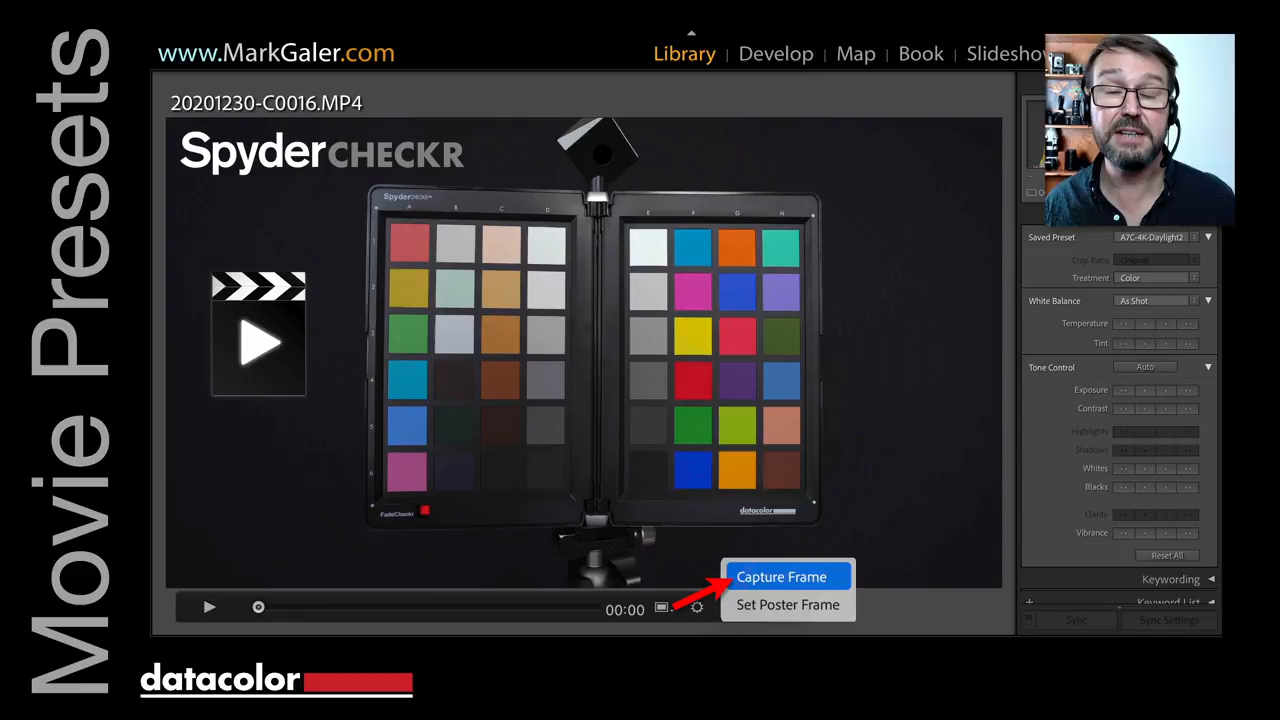 Movie Presets
www.MarkGaler.com
Library | Develop | Map | Book | Slideshow
20201230-C0016.MP4
SpyderCHECKR
SpyderCHECKR
A B C D
E F G H
1
2
3
4
5
6
FadeCheckr
datacolor
Saved Preset A7C-4K-Daylight2
Crop Ratio Original
Treatment Color
White Balance As Shot
Temperature
Tint
Tone Control Auto
Exposure
Contrast
Highlights
Shadows
Whites
Blacks
Clarity
Vibrance
Reset All
Keywording
Keyword List
Sync Sync Settings
Capture Frame
Set Poster Frame
00:00
datacolor